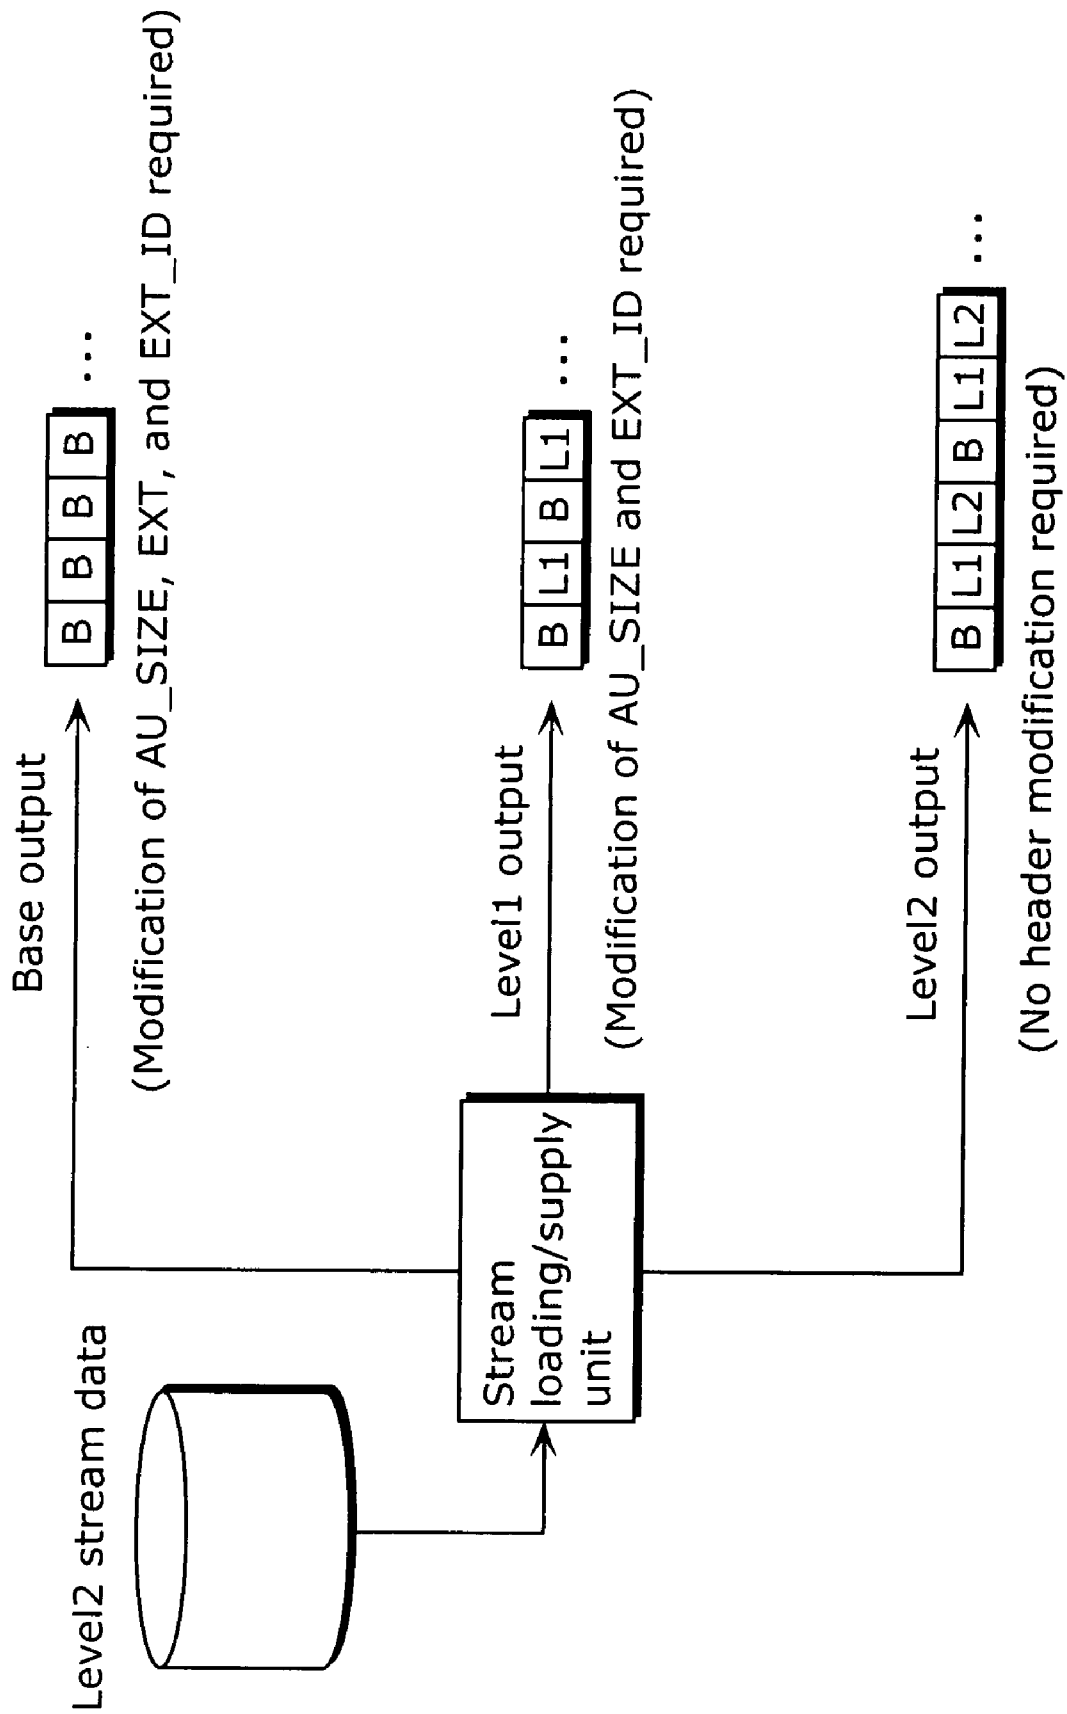 Level2 stream data
Stream
loading/supply
unit
Base output
B B B B ...
(Modification of AU_SIZE, EXT, and EXT_ID required)
Level1 output
B L1 B L1 ...
(Modification of AU_SIZE and EXT_ID required)
Level2 output
B L1 L2 B L1 L2 ...
(No header modification required)